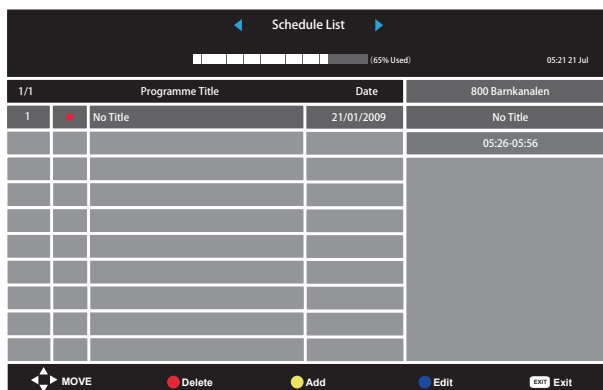 Schedule List
(65% Used)
05:21 21 Jul
1/1 Programme Title Date 800 Barnkanalen
1 No Title 21/01/2009 No Title
05:26-05:56
MOVE Delete Add Edit EXIT Exit